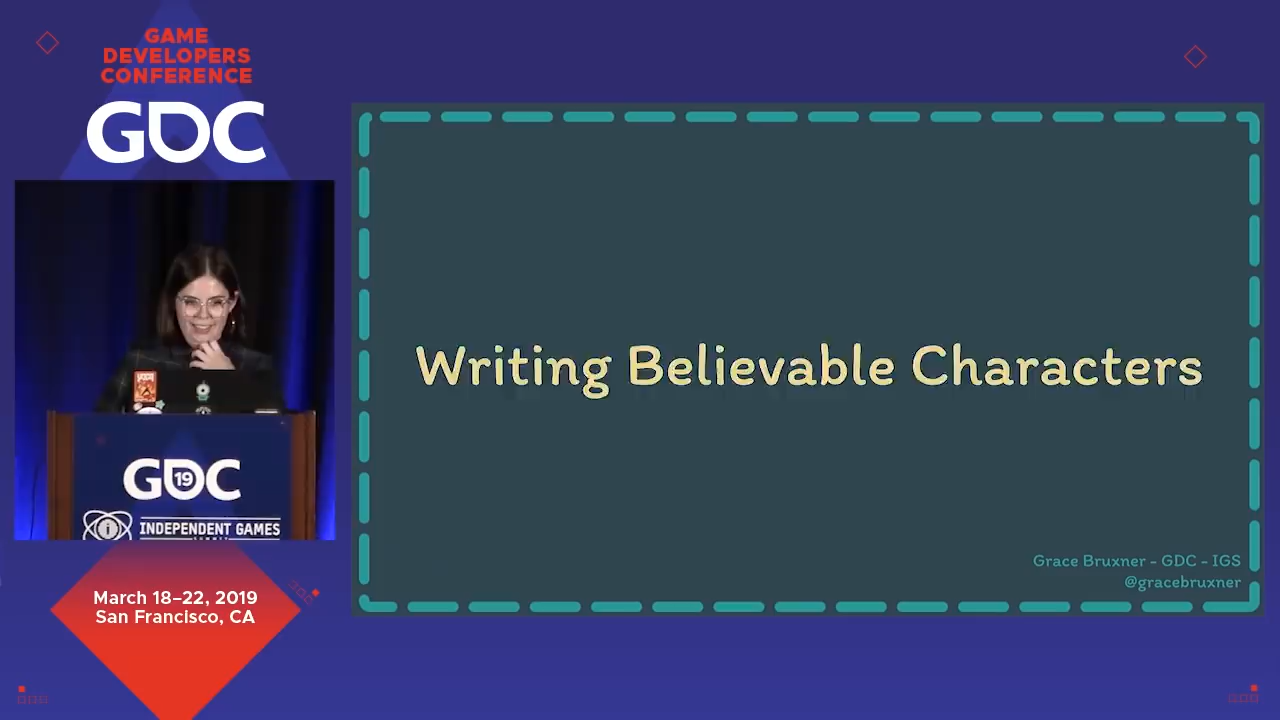 GAME
DEVELOPERS
CONFERENCE
GDC
GDC
19
INDEPENDENT GAMES
March 18–22, 2019
San Francisco, CA
Writing Believable Characters
Grace Bruxner - GDC - IGS
@gracebruxner